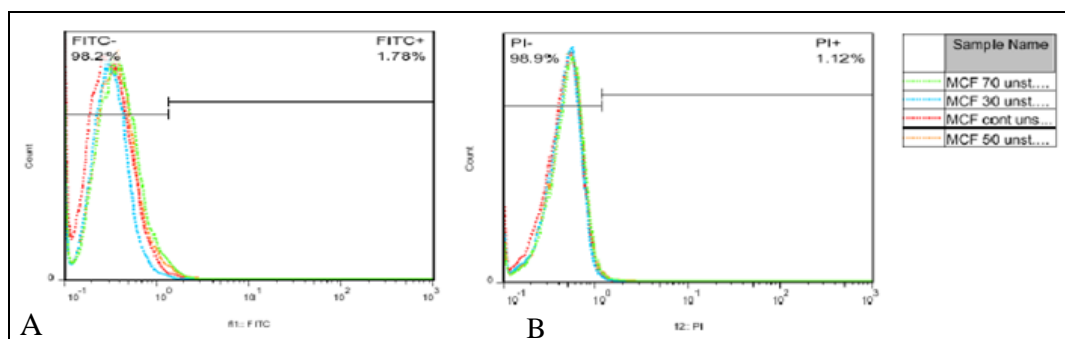 FITC-
98.2%
FITC+
1.78%
Count
0
10-1 100 101 102 103
fl1:: FITC
A
PI-
98.9%
PI+
1.12%
Count
0
10-1 100 101 102 103
fl2:: PI
B
Sample Name
MCF 70 unst....
MCF 30 unst....
MCF cont uns...
MCF 50 unst....